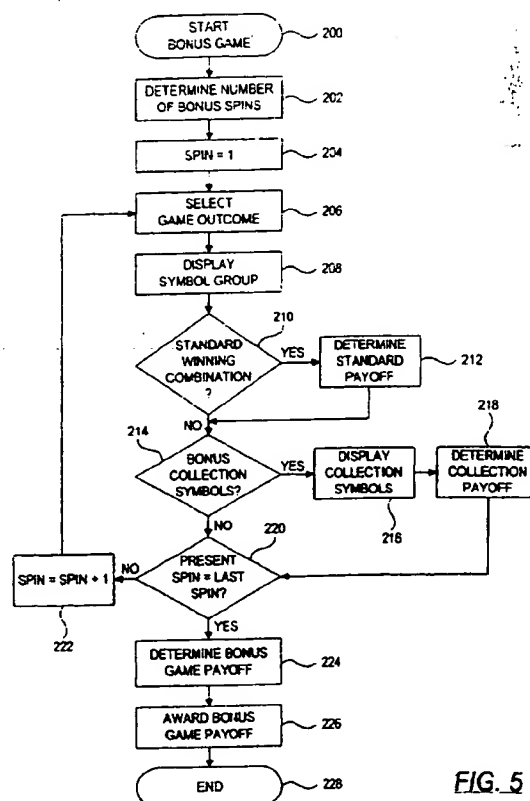 START
BONUS GAME
200
DETERMINE NUMBER
OF BONUS SPINS
202
SPIN = 1
204
SELECT
GAME OUTCOME
206
DISPLAY
SYMBOL GROUP
208
210
STANDARD
WINNING
COMBINATION
?
YES
DETERMINE
STANDARD
PAYOFF
212
NO
214
BONUS
COLLECTION
SYMBOLS?
YES
DISPLAY
COLLECTION
SYMBOLS
216
218
DETERMINE
COLLECTION
PAYOFF
NO
220
PRESENT
SPIN = LAST
SPIN?
NO
SPIN = SPIN + 1
222
YES
DETERMINE BONUS
GAME PAYOFF
224
AWARD BONUS
GAME PAYOFF
226
END
228
FIG. 5